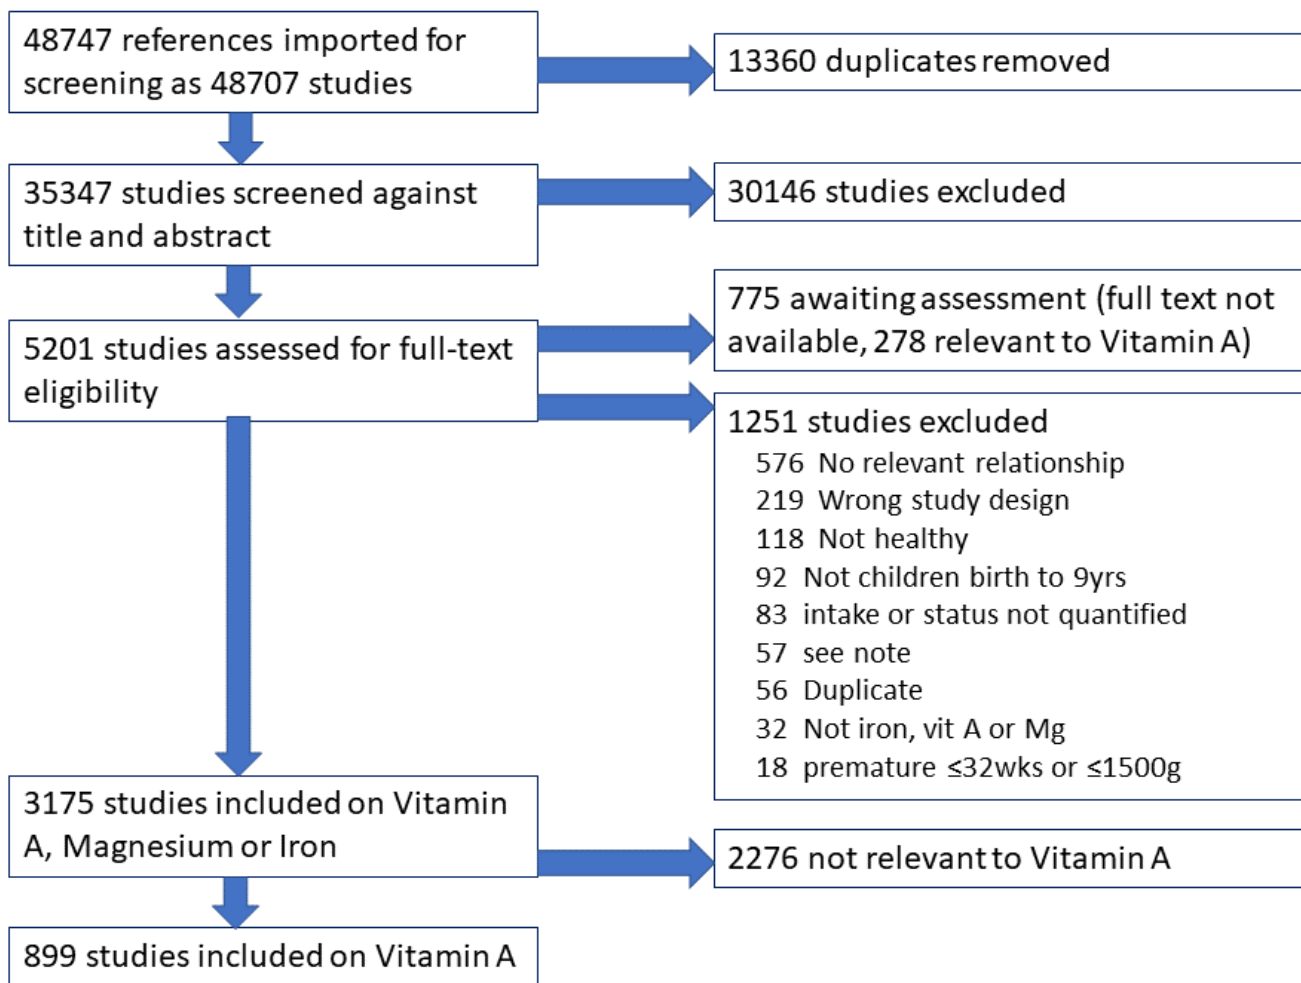 48747 references imported for
screening as 48707 studies
13360 duplicates removed
35347 studies screened against
title and abstract
30146 studies excluded
5201 studies assessed for full-text
eligibility
775 awaiting assessment (full text not
available, 278 relevant to Vitamin A)
1251 studies excluded
576 No relevant relationship
219 Wrong study design
118 Not healthy
92 Not children birth to 9yrs
83 intake or status not quantified
57 see note
56 Duplicate
32 Not iron, vit A or Mg
18 premature ≤32wks or ≤1500g
3175 studies included on Vitamin
A, Magnesium or Iron
2276 not relevant to Vitamin A
899 studies included on Vitamin A